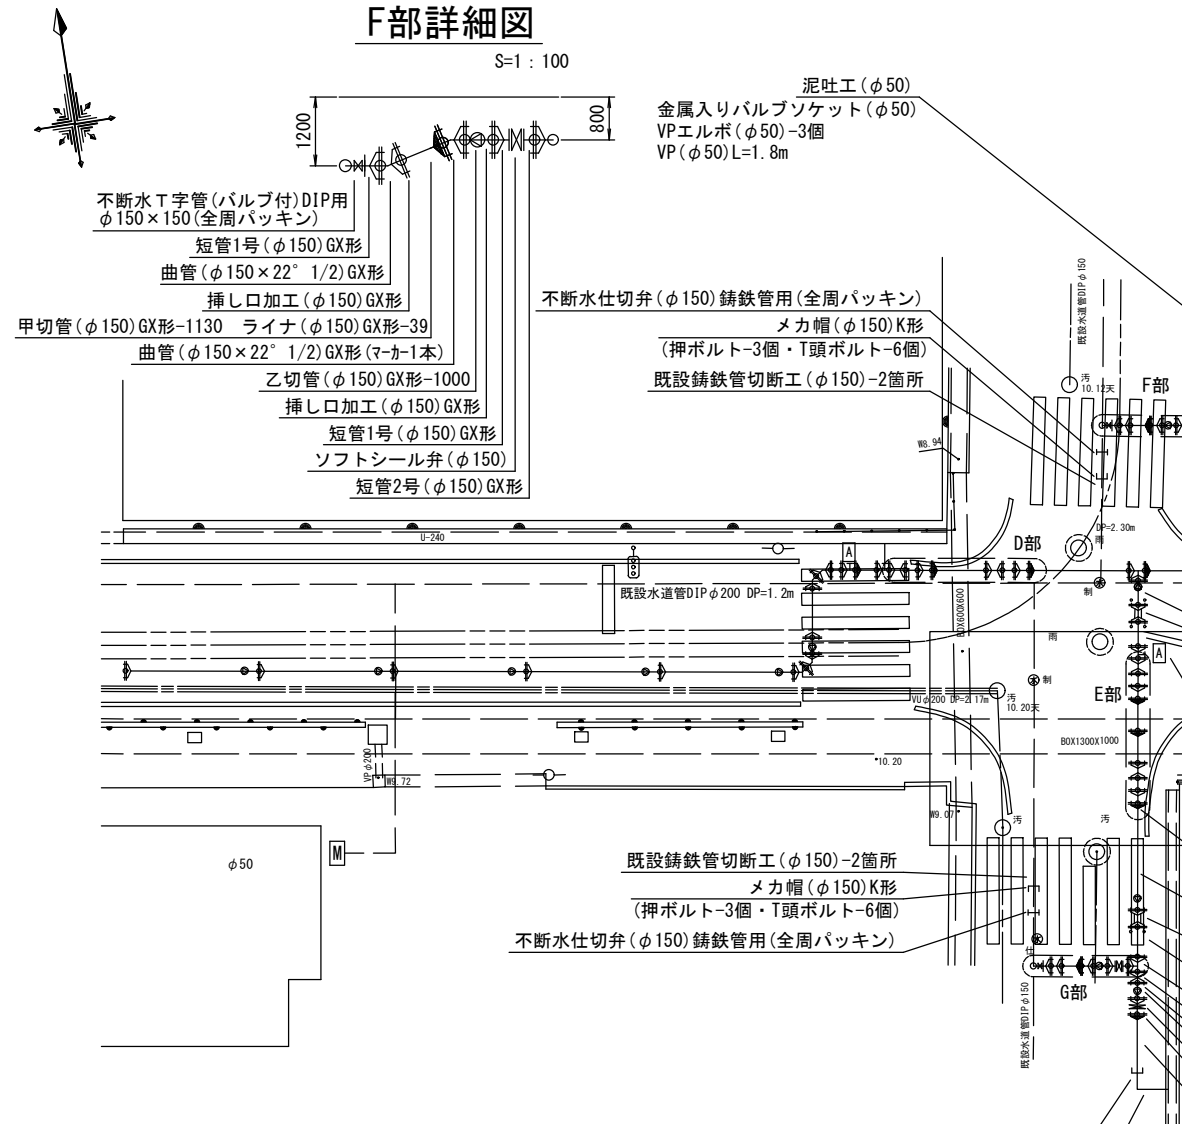 F部詳細図
S=1 : 100
1200
800
泥吐工(φ50)
金属入りバルブソケット(φ50)
VPエルボ(φ50)-3個
VP(φ50)L=1.8m
不断水T字管(バルブ付)DIP用
φ150×150(全周パッキン)
短管1号(φ150)GX形
曲管(φ150×22° 1/2)GX形
挿し口加工(φ150)GX形
甲切管(φ150)GX形-1130 ライナ(φ150)GX形-39
曲管(φ150×22° 1/2)GX形(マーカー1本)
乙切管(φ150)GX形-1000
挿し口加工(φ150)GX形
短管1号(φ150)GX形
ソフトシール弁(φ150)
短管2号(φ150)GX形
既設水道管DIPφ150
不断水仕切弁(φ150)鋳鉄管用(全周パッキン)
メカ帽(φ150)K形
(押ボルト-3個・T頭ボルト-6個)
既設鋳鉄管切断工(φ150)-2箇所
汚
10.12天
F部
W8.94
DP=2.30m
雨
U-240
A
D部
既設水道管DIPφ200 DP=1.2m
制
BOX600X600
雨
A
制
E部
VUφ200 DP=2.17m
汚
10.20天
BOX1300X1000
VPφ200
W9.72
10.20
W9.07
汚
汚
M
φ50
既設鋳鉄管切断工(φ150)-2箇所
メカ帽(φ150)K形
(押ボルト-3個・T頭ボルト-6個)
不断水仕切弁(φ150)鋳鉄管用(全周パッキン)
仕
G部
既設水道管DIPφ150